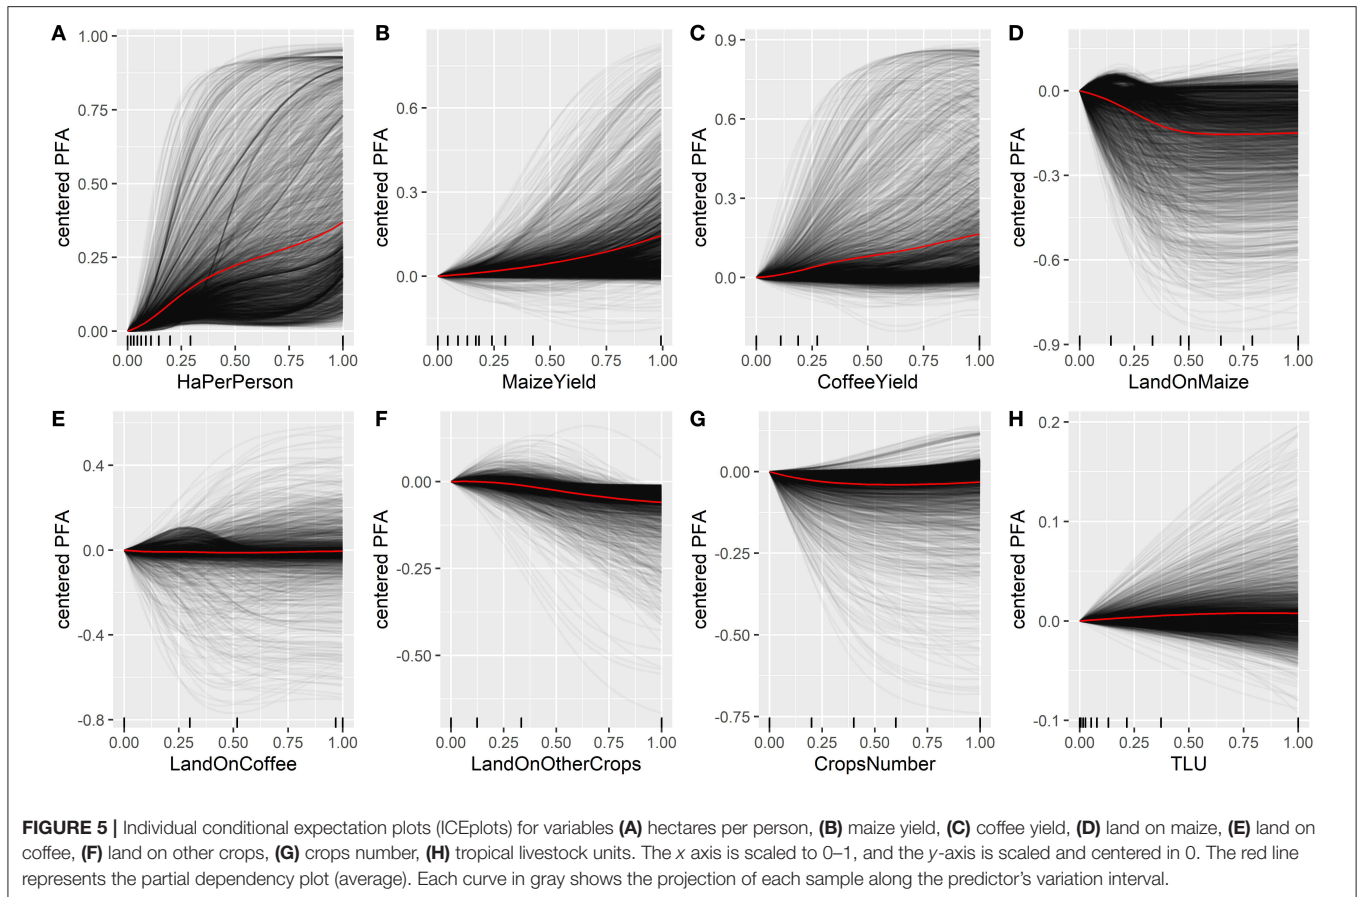 A
B
C
D
1.00
0.75
0.50
0.25
0.00
centered PFA
0.00 0.25 0.50 0.75 1.00
HaPerPerson
0.6
0.3
0.0
centered PFA
0.00 0.25 0.50 0.75 1.00
MaizeYield
0.9
0.6
0.3
0.0
centered PFA
0.00 0.25 0.50 0.75 1.00
CoffeeYield
0.0
-0.3
-0.6
-0.9
centered PFA
0.00 0.25 0.50 0.75 1.00
LandOnMaize
E
F
G
H
0.4
0.0
-0.4
-0.8
centered PFA
0.00 0.25 0.50 0.75 1.00
LandOnCoffee
0.00
-0.25
-0.50
centered PFA
0.00 0.25 0.50 0.75 1.00
LandOnOtherCrops
0.00
-0.25
-0.50
-0.75
centered PFA
0.00 0.25 0.50 0.75 1.00
CropsNumber
0.2
0.1
0.0
-0.1
centered PFA
0.00 0.25 0.50 0.75 1.00
TLU
FIGURE 5 | Individual conditional expectation plots (ICEplots) for variables (A) hectares per person, (B) maize yield, (C) coffee yield, (D) land on maize, (E) land on
coffee, (F) land on other crops, (G) crops number, (H) tropical livestock units. The x axis is scaled to 0–1, and the y-axis is scaled and centered in 0. The red line
represents the partial dependency plot (average). Each curve in gray shows the projection of each sample along the predictor's variation interval.